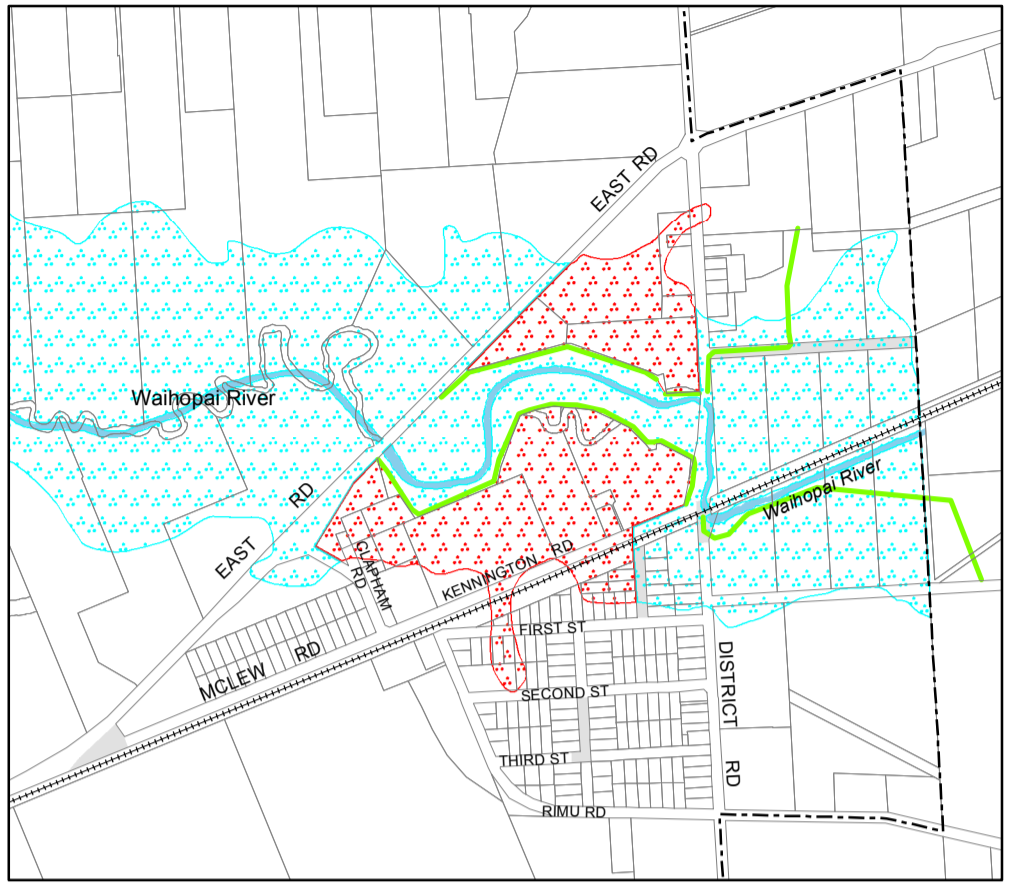 EAST RD
Waihopai River
Waihopai River
EAST RD
CLAPHAM
RD
KENNINGTON RD
MCLEW RD
FIRST ST
SECOND ST
THIRD ST
RIMU RD
DISTRICT RD